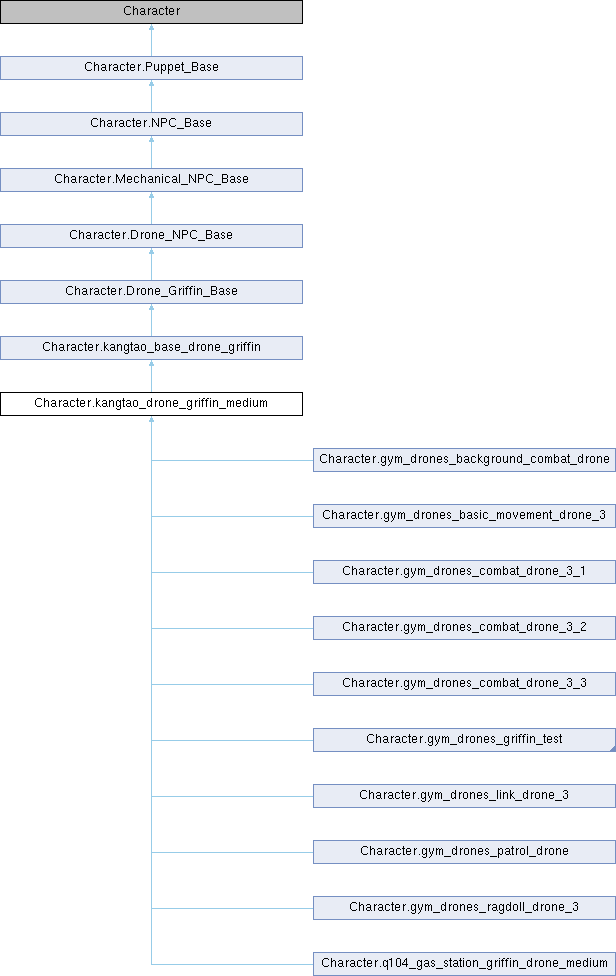 Character
Character.Puppet_Base
Character.NPC_Base
Character.Mechanical_NPC_Base
Character.Drone_NPC_Base
Character.Drone_Griffin_Base
Character.kangtao_base_drone_griffin
Character.kangtao_drone_griffin_medium
Character.gym_drones_background_combat_drone
Character.gym_drones_basic_movement_drone_3
Character.gym_drones_combat_drone_3_1
Character.gym_drones_combat_drone_3_2
Character.gym_drones_combat_drone_3_3
Character.gym_drones_griffin_test
Character.gym_drones_link_drone_3
Character.gym_drones_patrol_drone
Character.gym_drones_ragdoll_drone_3
Character.q104_gas_station_griffin_drone_medium